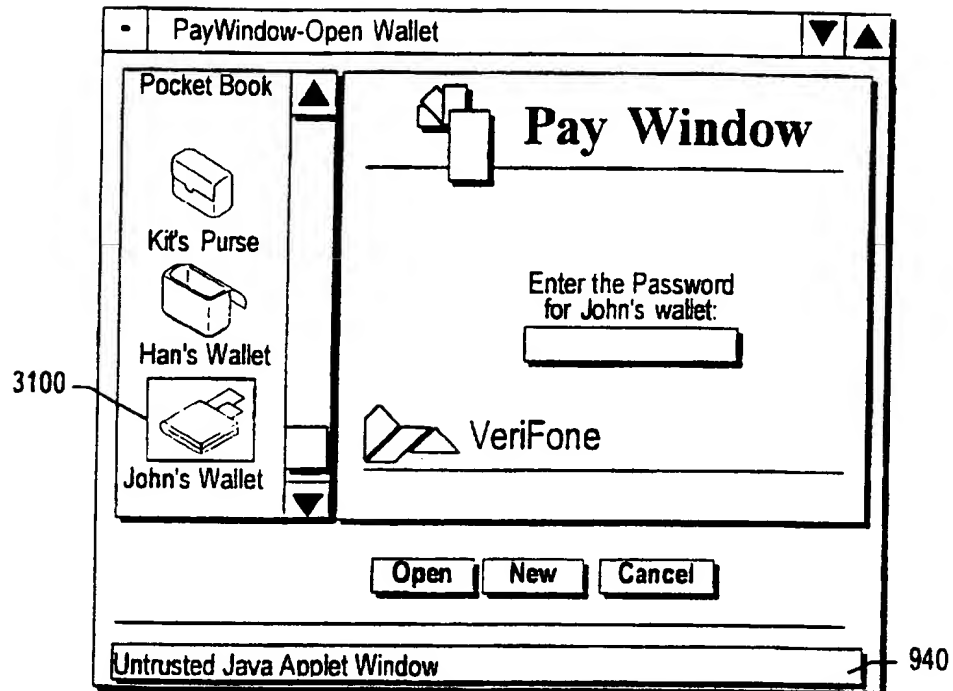 PayWindow-Open Wallet
Pocket Book
Kit's Purse
Han's Wallet
3100
John's Wallet
Pay Window
Enter the Password
for John's wallet:
VeriFone
Open New Cancel
Untrusted Java Applet Window
940